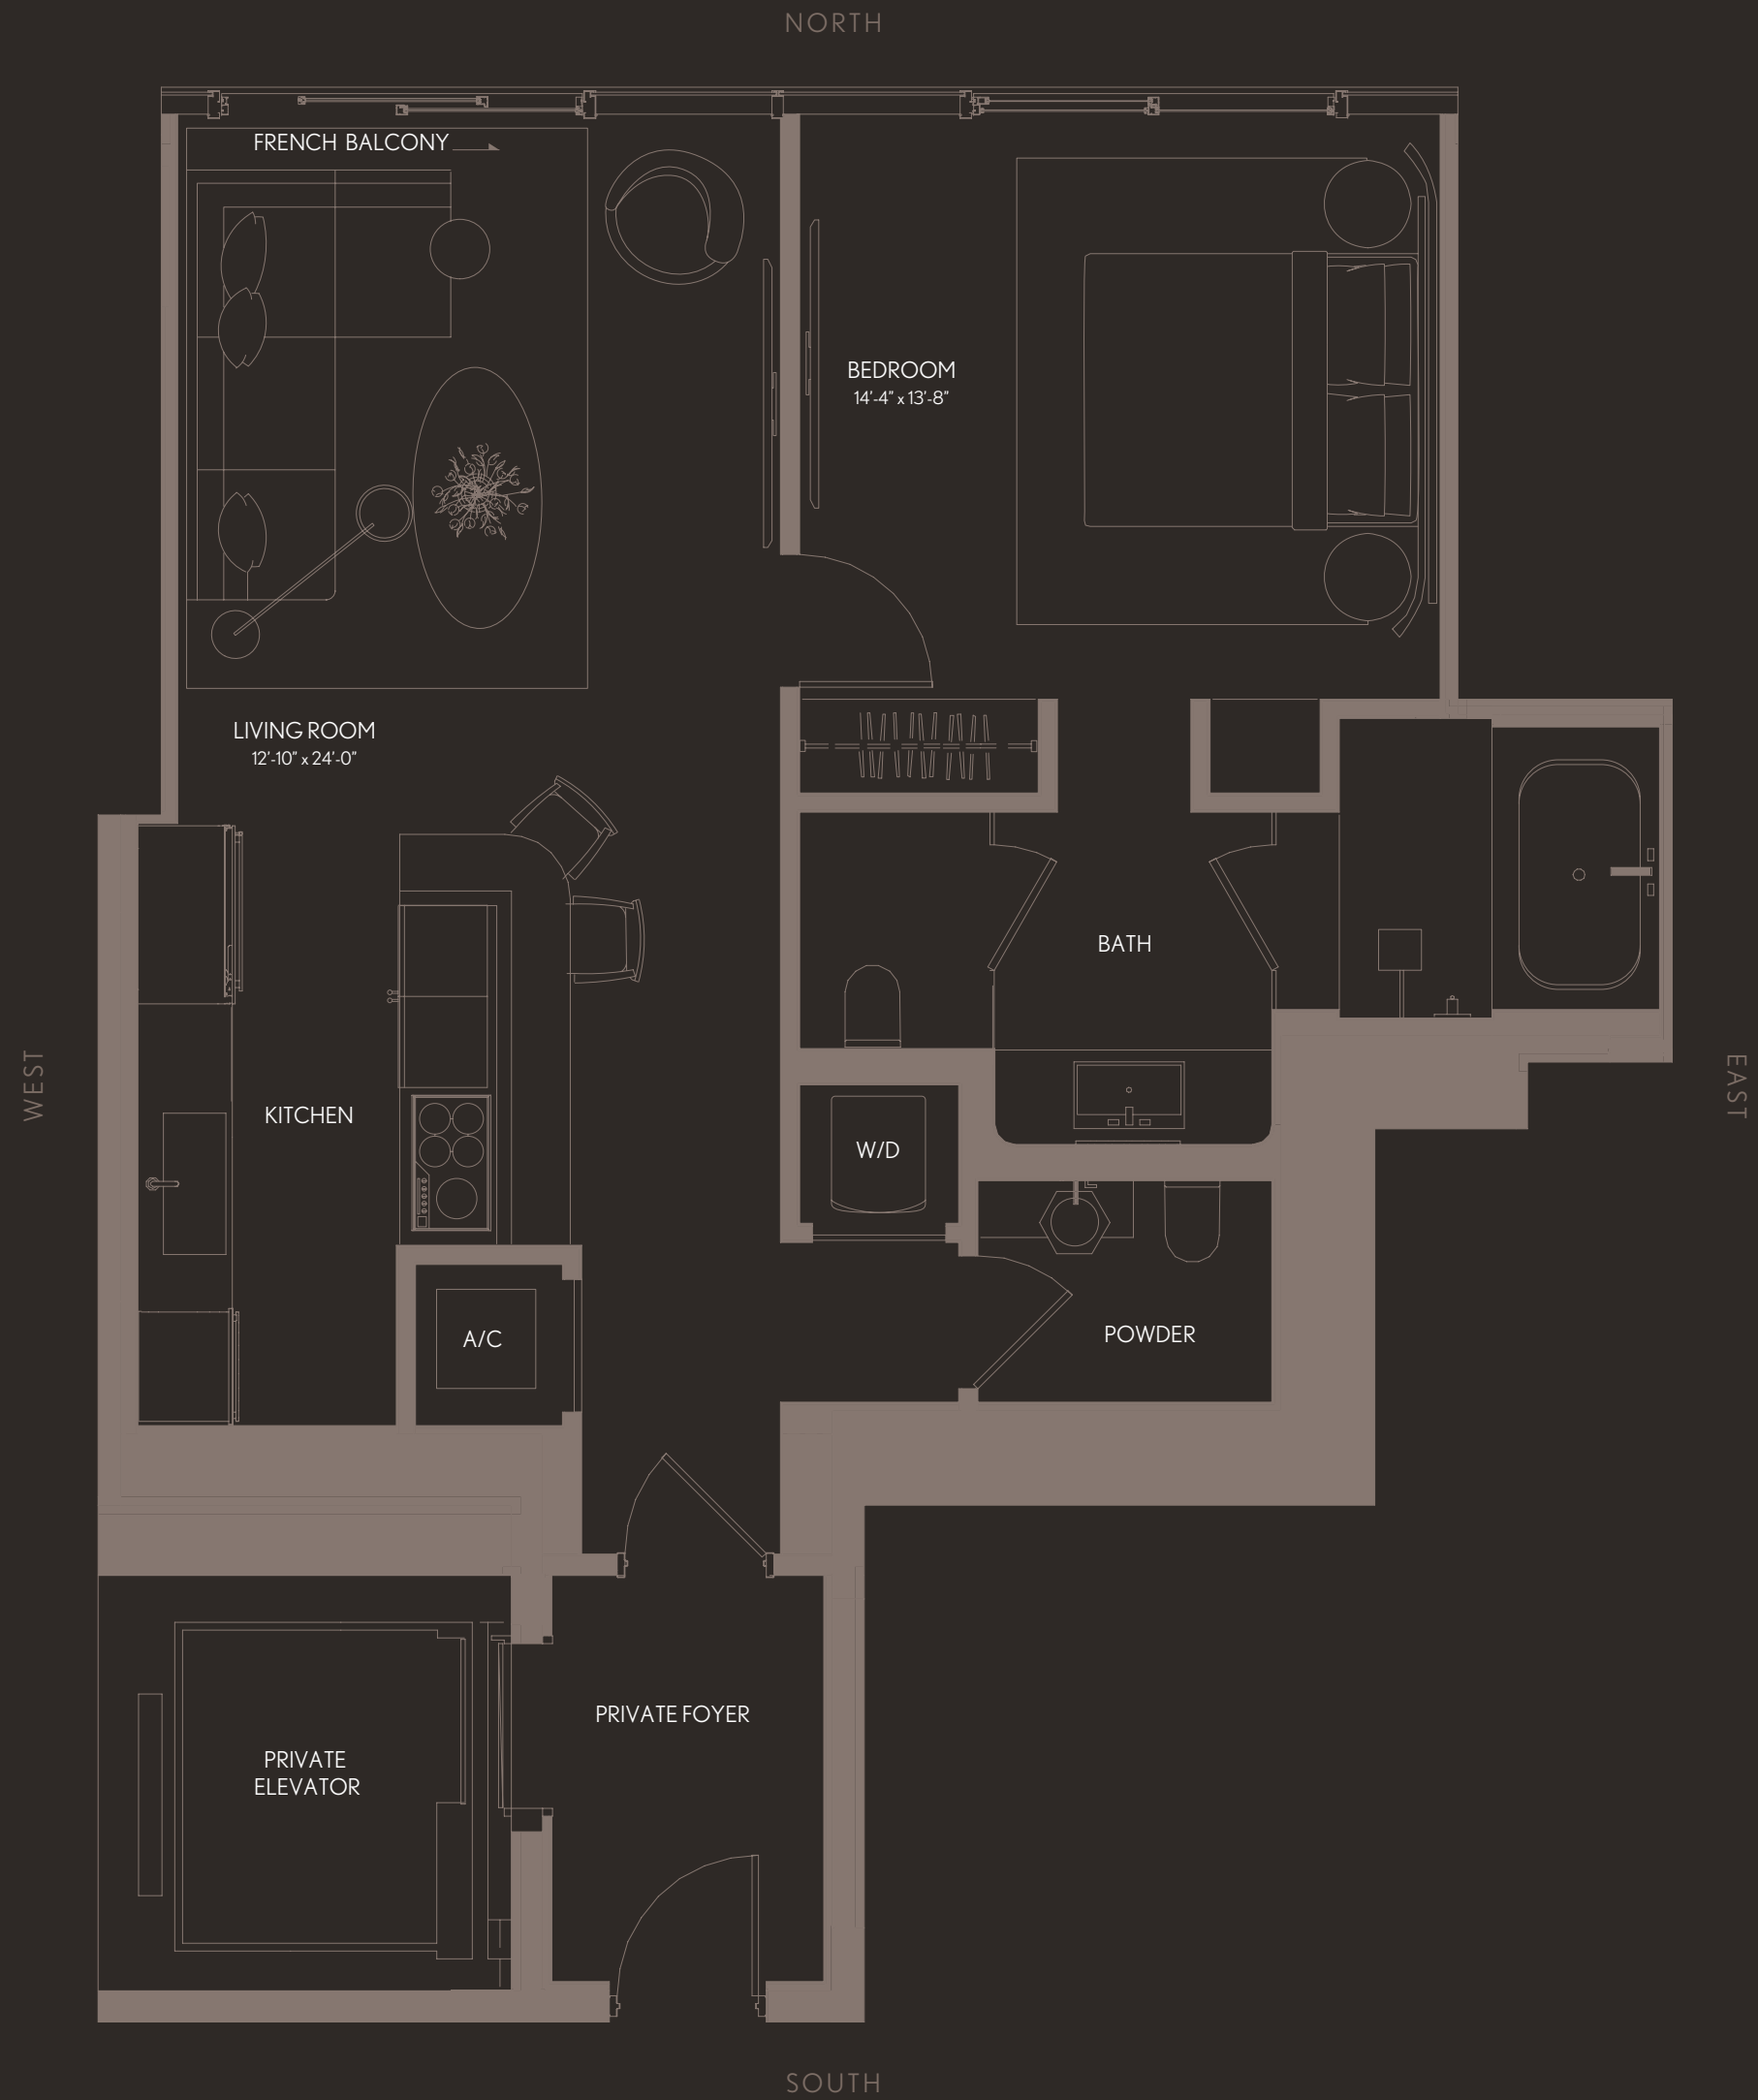 NORTH
FRENCH BALCONY
BEDROOM
14'-4" x 13'-8"
LIVING ROOM
12'-10" x 24'-0"
BATH
WEST
EAST
KITCHEN
W/D
POWDER
A/C
PRIVATE FOYER
PRIVATE
ELEVATOR
SOUTH